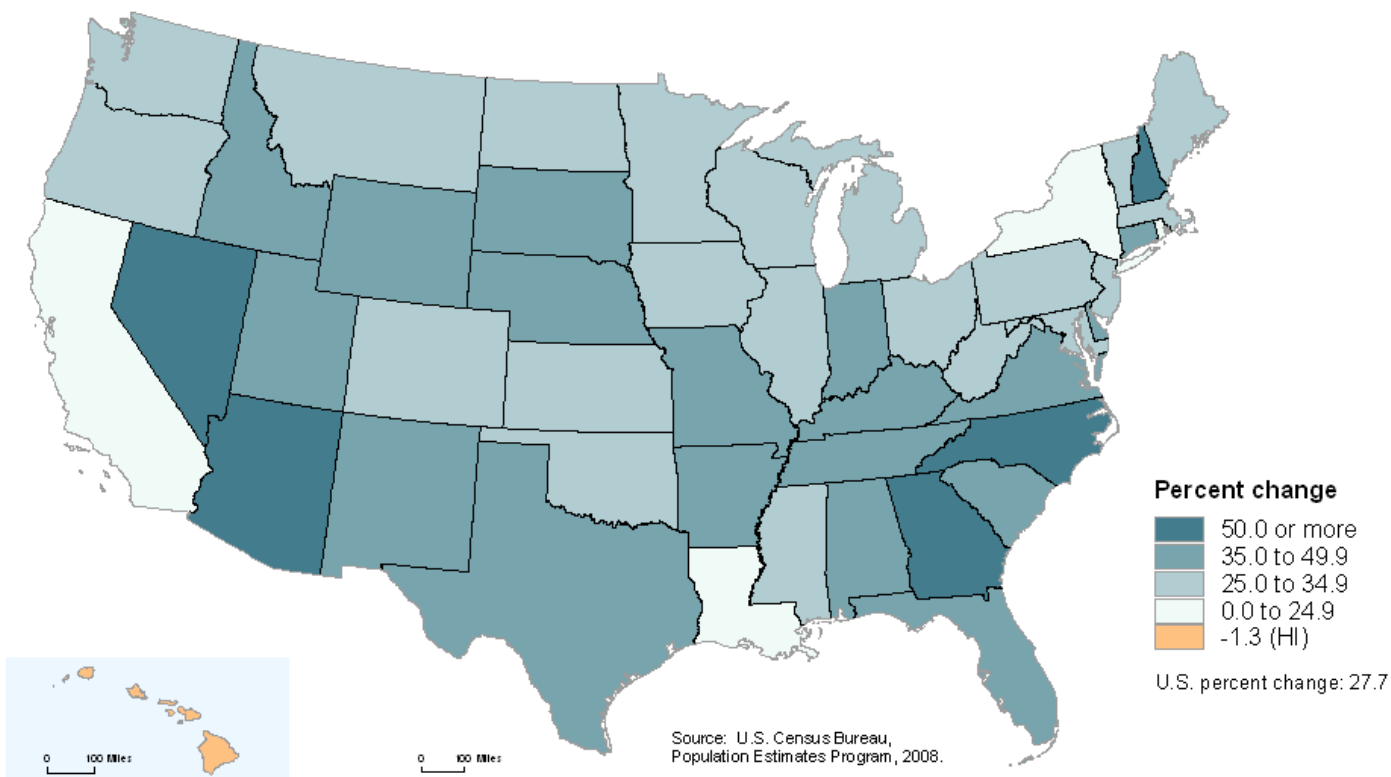 Percent change
50.0 or more
35.0 to 49.9
25.0 to 34.9
0.0 to 24.9
-1.3 (HI)
U.S. percent change: 27.7
0 100 Miles
0 100 Miles
Source: U.S. Census Bureau,
Population Estimates Program, 2008.